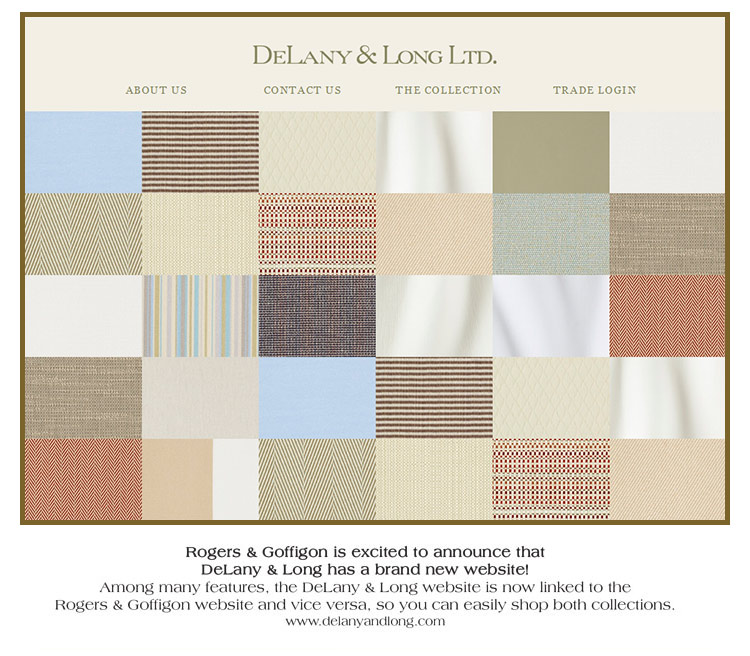 DeLany & Long Ltd.
ABOUT US
CONTACT US
THE COLLECTION
TRADE LOGIN
Rogers & Goffigon is excited to announce that
DeLany & Long has a brand new website!
Among many features, the DeLany & Long website is now linked to the
Rogers & Goffigon website and vice versa, so you can easily shop both collections.
www.delanyandlong.com